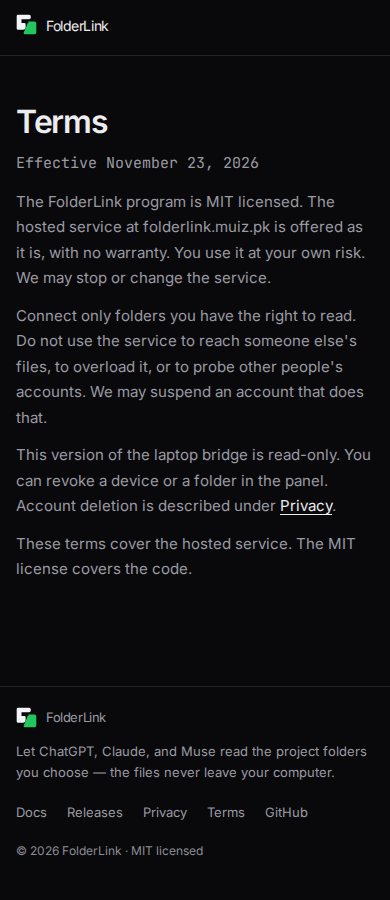 FolderLink
Terms
Effective November 23, 2026
The FolderLink program is MIT licensed. The
hosted service at folderlink.muiz.pk is offered as
it is, with no warranty. You use it at your own risk.
We may stop or change the service.
Connect only folders you have the right to read.
Do not use the service to reach someone else's
files, to overload it, or to probe other people's
accounts. We may suspend an account that does
that.
This version of the laptop bridge is read-only. You
can revoke a device or a folder in the panel.
Account deletion is described under Privacy.
These terms cover the hosted service. The MIT
license covers the code.
FolderLink
Let ChatGPT, Claude, and Muse read the project folders
you choose — the files never leave your computer.
Docs Releases Privacy Terms GitHub
© 2026 FolderLink · MIT licensed